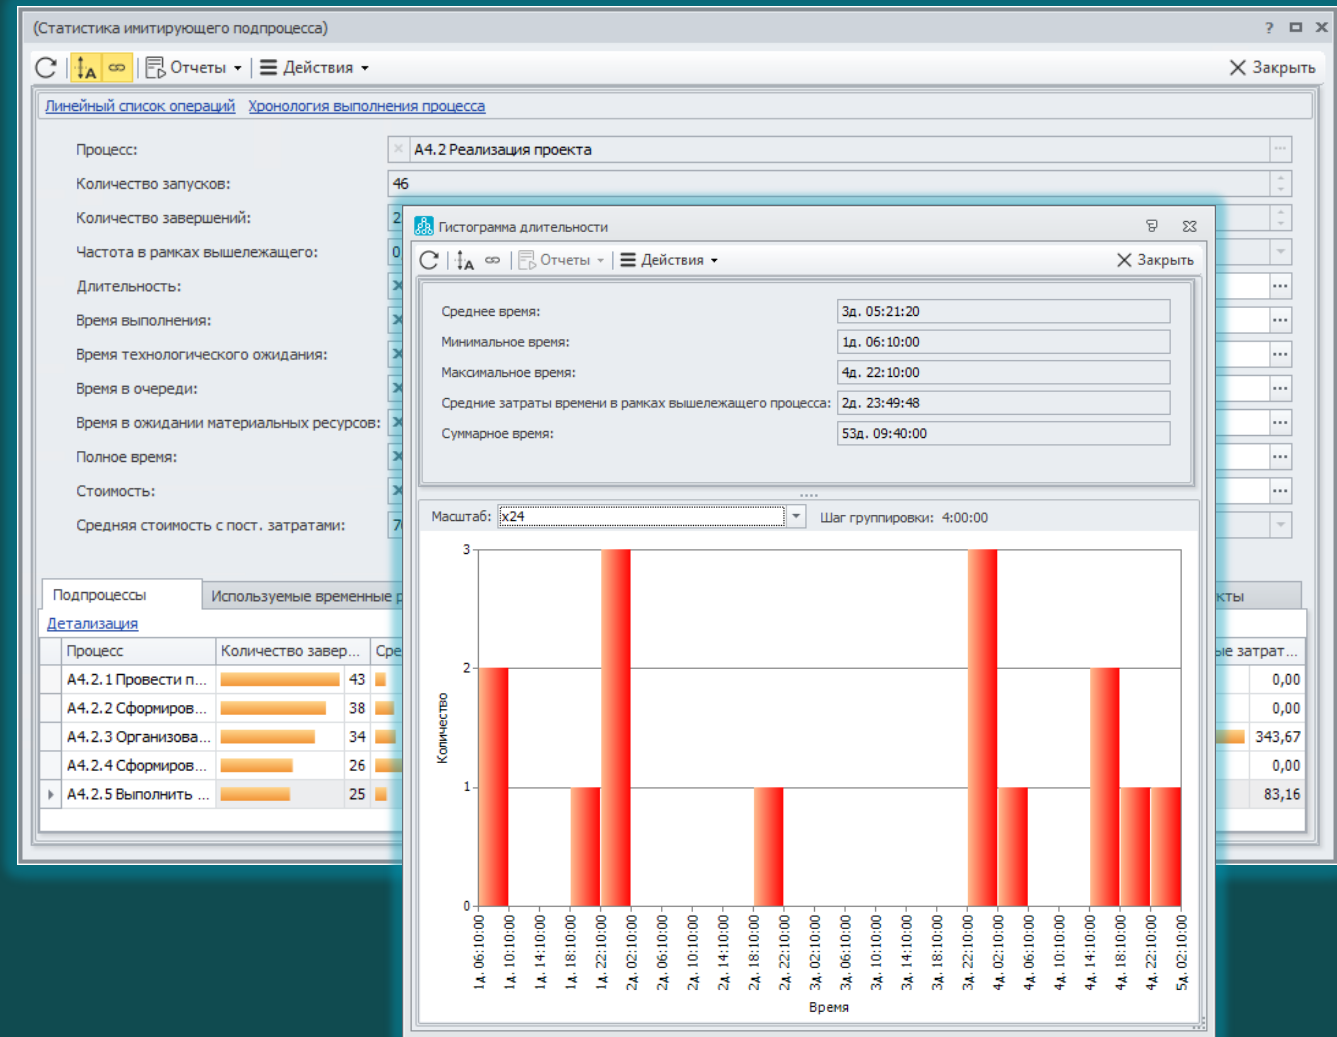 (Статистика имитирующего подпроцесса)
Отчеты
Действия
Закрыть
Линейный список операций Хронология выполнения процесса
Процесс: А4.2 Реализация проекта
Количество запусков: 46
Количество завершений: 2
Частота в рамках вышележащего: 0
Длительность:
Время выполнения:
Время технологического ожидания:
Время в очереди:
Время в ожидании материальных ресурсов:
Полное время:
Стоимость:
Средняя стоимость с пост. затратами:
Подпроцессы
Используемые временные
кты
Детализация
Процесс Количество завер... Сре ые затрат...
А4.2.1 Провести п... 43 0,00
А4.2.2 Сформиров... 38 0,00
А4.2.3 Организова... 34 343,67
А4.2.4 Сформиров... 26 0,00
А4.2.5 Выполнить ... 25 83,16
Гистограмма длительности
Отчеты
Действия
Закрыть
Среднее время: 3д. 05:21:20
Минимальное время: 1д. 06:10:00
Максимальное время: 4д. 22:10:00
Средние затраты времени в рамках вышележащего процесса: 2д. 23:49:48
Суммарное время: 53д. 09:40:00
Масштаб: x24 Шаг группировки: 4:00:00
3
2
1
0
Количество
1д. 06:10:00
1д. 10:10:00
1д. 14:10:00
1д. 18:10:00
1д. 22:10:00
2д. 02:10:00
2д. 06:10:00
2д. 10:10:00
2д. 14:10:00
2д. 18:10:00
2д. 22:10:00
3д. 02:10:00
3д. 06:10:00
3д. 10:10:00
3д. 14:10:00
3д. 18:10:00
3д. 22:10:00
4д. 02:10:00
4д. 06:10:00
4д. 10:10:00
4д. 14:10:00
4д. 18:10:00
4д. 22:10:00
5д. 02:10:00
Время